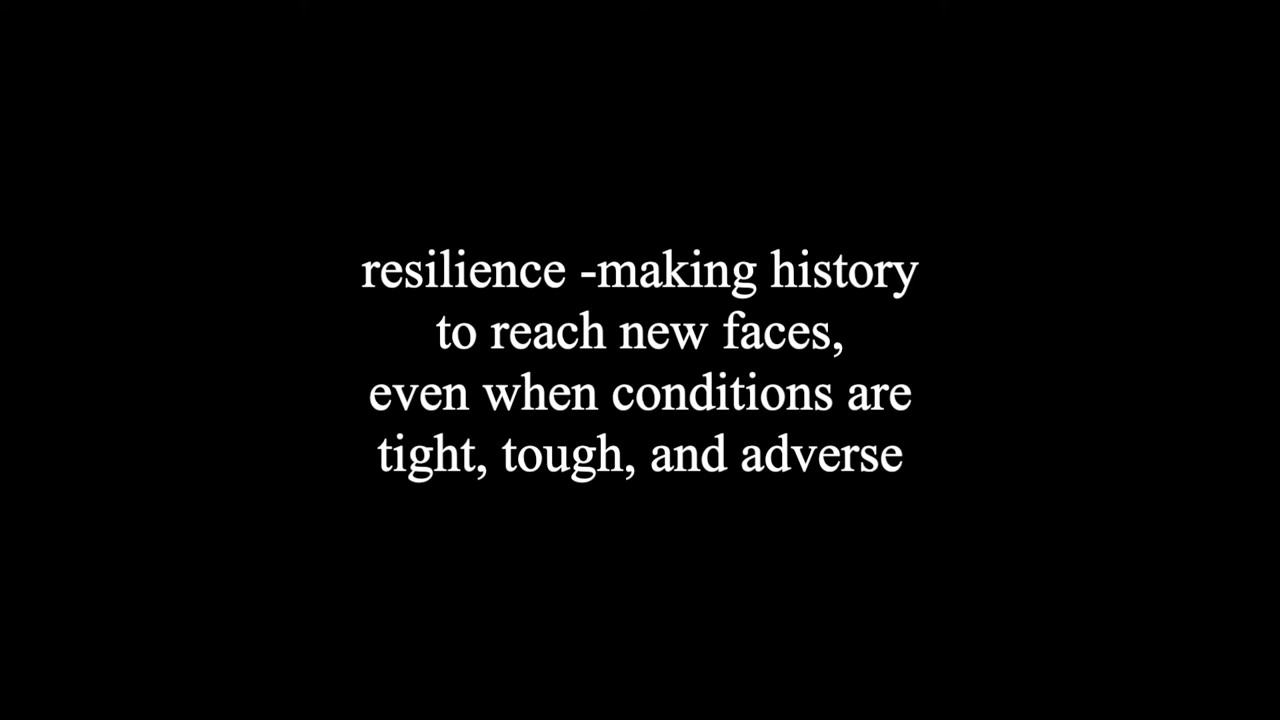 resilience -making history
to reach new faces,
even when conditions are
tight, tough, and adverse